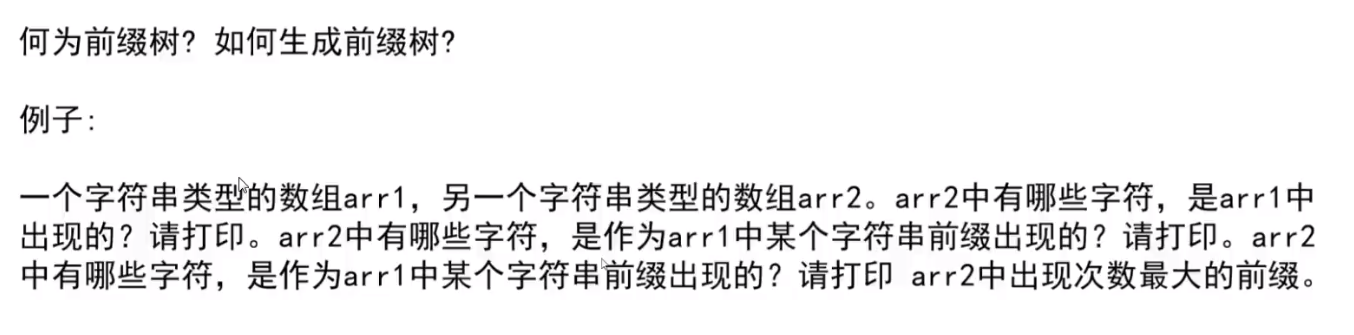 何为前缀树? 如何生成前缀树?
例子:
一个字符串类型的数组arr1，另一个字符串类型的数组arr2。arr2中有哪些字符，是arr1中
出现的？请打印。arr2中有哪些字符，是作为arr1中某个字符串前缀出现的？请打印。arr2
中有哪些字符，是作为arr1中某个字符串前缀出现的？请打印 arr2中出现次数最大的前缀。